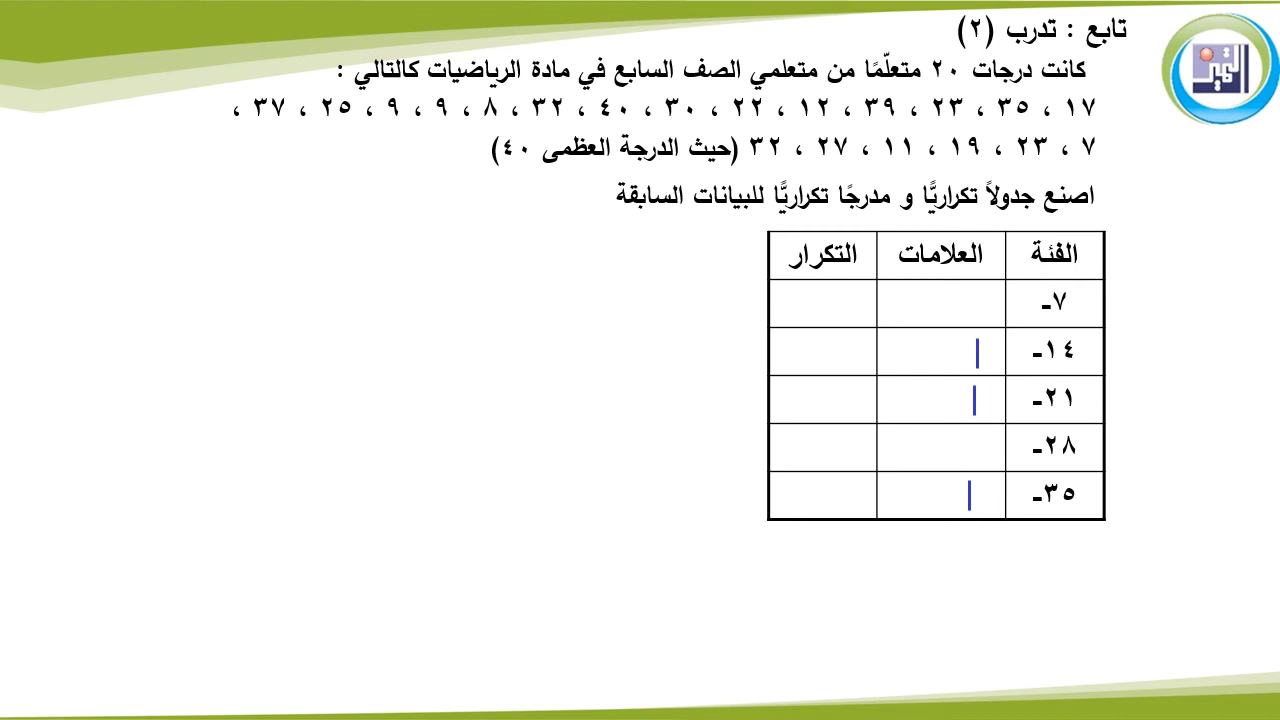 تابع : تدرب (٢)
كانت درجات ٢٠ متعلّمًا من متعلمي الصف السابع في مادة الرياضيات كالتالي :
١٧ ، ٣٥ ، ٢٣ ، ٣٩ ، ١٢ ، ٢٢ ، ٣٠ ، ٤٠ ، ٣٢ ، ٨ ، ٩ ، ٩ ، ٢٥ ، ٣٧ ،
٧ ، ٢٣ ، ١٩ ، ١١ ، ٢٧ ، ٣٢ (حيث الدرجة العظمى ٤٠)
اصنع جدولاً تكراريًّا و مدرجًا تكراريًّا للبيانات السابقة
الفئة العلامات التكرار
٧-
١٤- |
٢١- |
٢٨-
٣٥- |